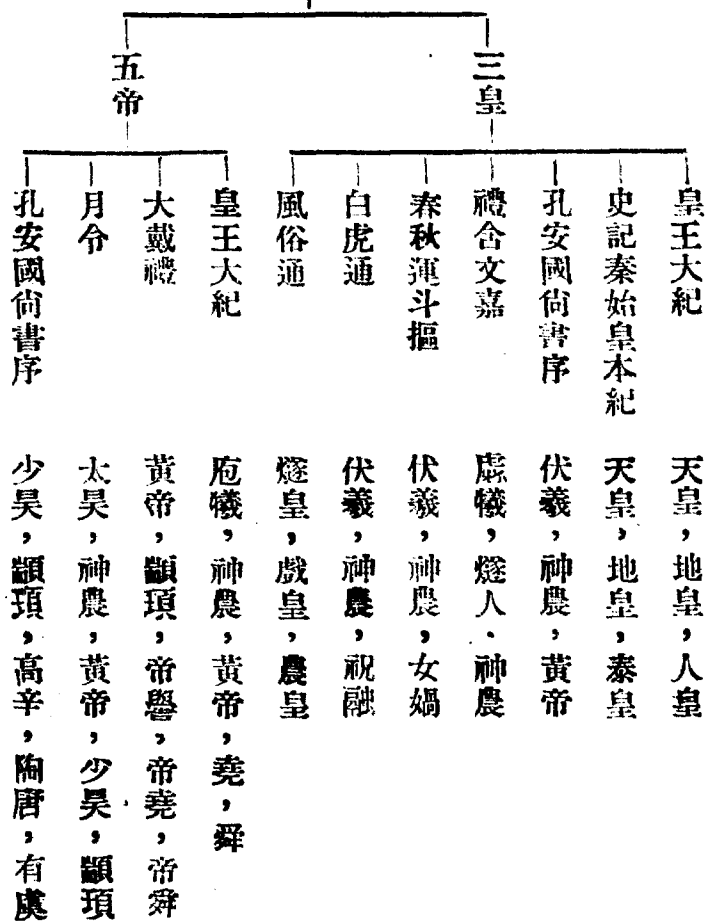 三皇
皇王大紀 天皇，地皇，人皇
史記秦始皇本紀 天皇，地皇，泰皇
孔安國尙書序 伏羲，神農，黃帝
禮含文嘉 虙犧，燧人．神農
春秋運斗樞 伏羲，神農，女媧
白虎通 伏羲，神農，祝融
風俗通 燧皇，戲皇，農皇
五帝
皇王大紀 庖犧，神農，黃帝，堯，舜
大戴禮 黃帝，顓頊，帝嚳，帝堯，帝舜
月令 太昊，神農，黃帝，少昊，顓頊
孔安國尙書序 少昊，顓頊，高辛，陶唐，有虞